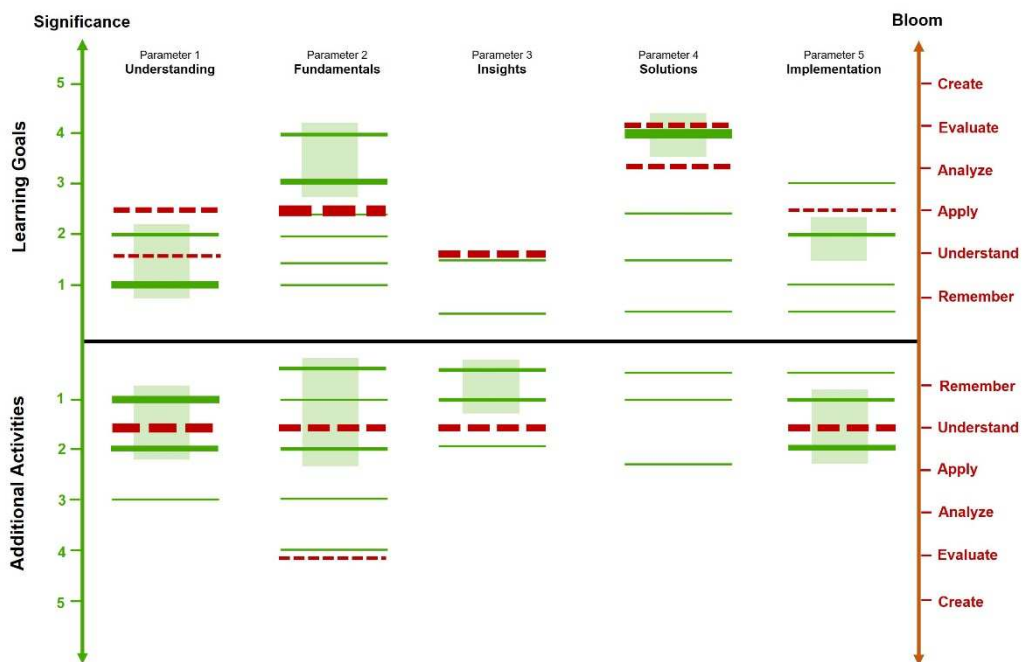 Significance
Bloom
Parameter 1
Understanding
Parameter 2
Fundamentals
Parameter 3
Insights
Parameter 4
Solutions
Parameter 5
Implementation
Learning Goals
5
4
3
2
1
Create
Evaluate
Analyze
Apply
Understand
Remember
Additional Activities
1
2
3
4
5
Remember
Understand
Apply
Analyze
Evaluate
Create